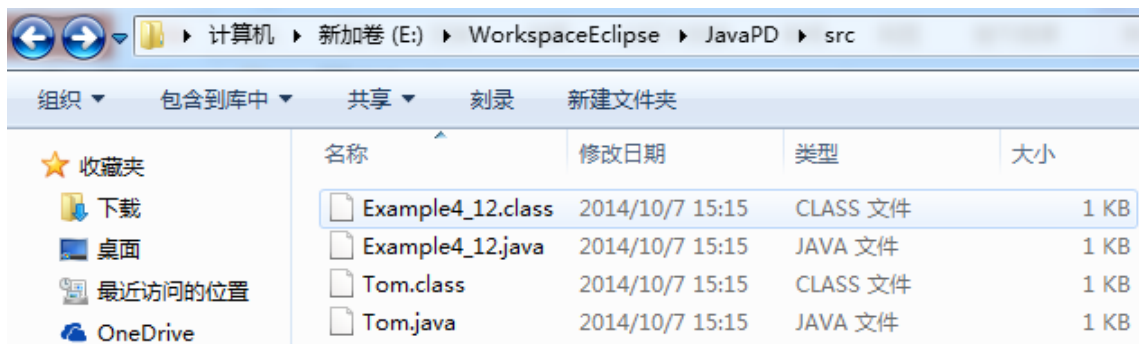 计算机 新加卷 (E:) WorkspaceEclipse JavaPD src
组织 包含到库中 共享 刻录 新建文件夹
名称 修改日期 类型 大小
收藏夹
下载
桌面
最近访问的位置
OneDrive
Example4_12.class 2014/10/7 15:15 CLASS 文件 1 KB
Example4_12.java 2014/10/7 15:15 JAVA 文件 1 KB
Tom.class 2014/10/7 15:15 CLASS 文件 1 KB
Tom.java 2014/10/7 15:15 JAVA 文件 1 KB